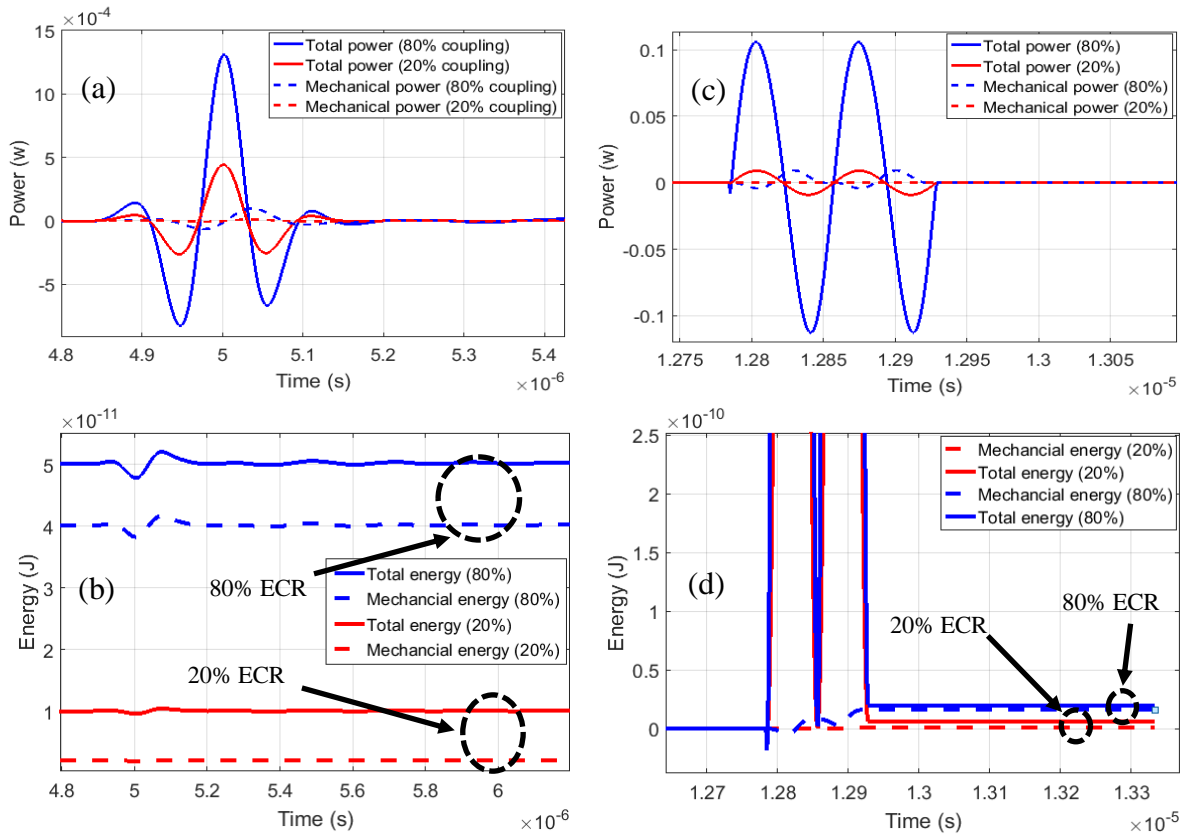 ×10-4
15
10
5
0
-5
Power (w)
(a)
Total power (80% coupling)
Total power (20% coupling)
Mechanical power (80% coupling)
Mechanical power (20% coupling)
4.8 4.9 5 5.1 5.2 5.3 5.4
Time (s)
×10-6
0.1
0.05
0
-0.05
-0.1
Power (w)
(c)
Total power (80%)
Total power (20%)
Mechanical power (80%)
Mechanical power (20%)
1.275 1.28 1.285 1.29 1.295 1.3 1.305
Time (s)
×10-5
×10-11
5
4
3
2
1
Energy (J)
(b)
80% ECR
Total energy (80%)
Mechancial energy (80%)
Total energy (20%)
Mechancial energy (20%)
20% ECR
4.8 5 5.2 5.4 5.6 5.8 6
Time (s)
×10-6
×10-10
2.5
2
1.5
1
0.5
0
Energy (J)
Mechancial energy (20%)
Total energy (20%)
Mechancial energy (80%)
Total energy (80%)
(d)
80% ECR
20% ECR
1.27 1.28 1.29 1.3 1.31 1.32 1.33
Time (s)
×10-5